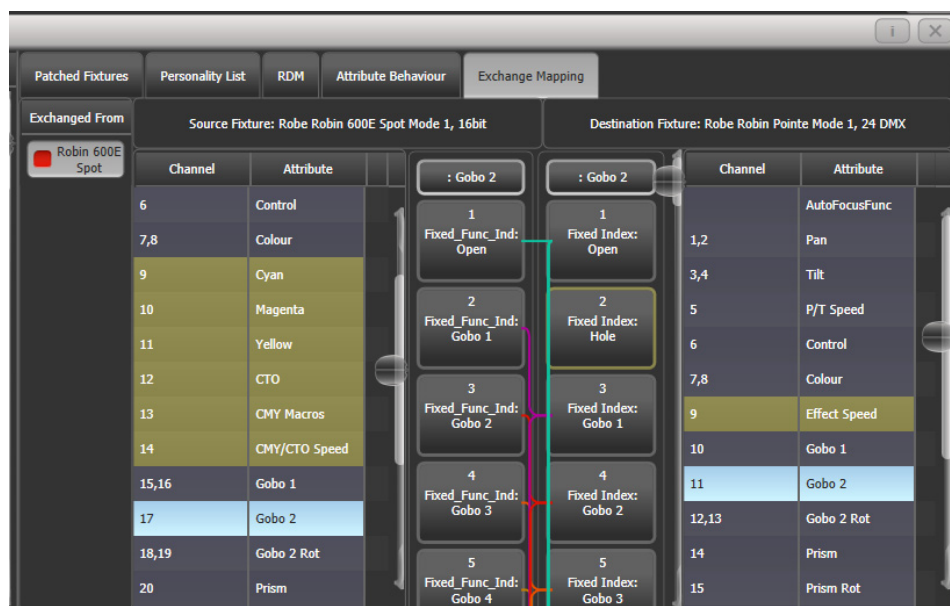 i
Patched Fixtures
Personality List
RDM
Attribute Behaviour
Exchange Mapping
Exchanged From
Robin 600E
Spot
Source Fixture: Robe Robin 600E Spot Mode 1, 16bit
Destination Fixture: Robe Robin Pointe Mode 1, 24 DMX
Channel Attribute
6 Control
7,8 Colour
9 Cyan
10 Magenta
11 Yellow
12 CTO
13 CMY Macros
14 CMY/CTO Speed
15,16 Gobo 1
17 Gobo 2
18,19 Gobo 2 Rot
20 Prism
: Gobo 2
1
Fixed_Func_Ind:
Open
2
Fixed_Func_Ind:
Gobo 1
3
Fixed_Func_Ind:
Gobo 2
4
Fixed_Func_Ind:
Gobo 3
5
Fixed_Func_Ind:
Gobo 4
: Gobo 2
1
Fixed Index:
Open
2
Fixed Index:
Hole
3
Fixed Index:
Gobo 1
4
Fixed Index:
Gobo 2
5
Fixed Index:
Gobo 3
Channel Attribute
AutoFocusFunc
1,2 Pan
3,4 Tilt
5 P/T Speed
6 Control
7,8 Colour
9 Effect Speed
10 Gobo 1
11 Gobo 2
12,13 Gobo 2 Rot
14 Prism
15 Prism Rot